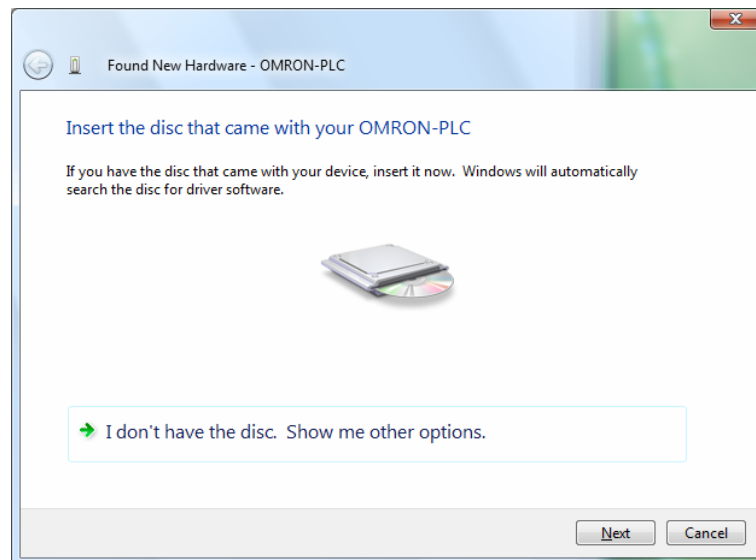 Found New Hardware - OMRON-PLC
Insert the disc that came with your OMRON-PLC
If you have the disc that came with your device, insert it now.  Windows will automatically
search the disc for driver software.
I don't have the disc.  Show me other options.
Next
Cancel